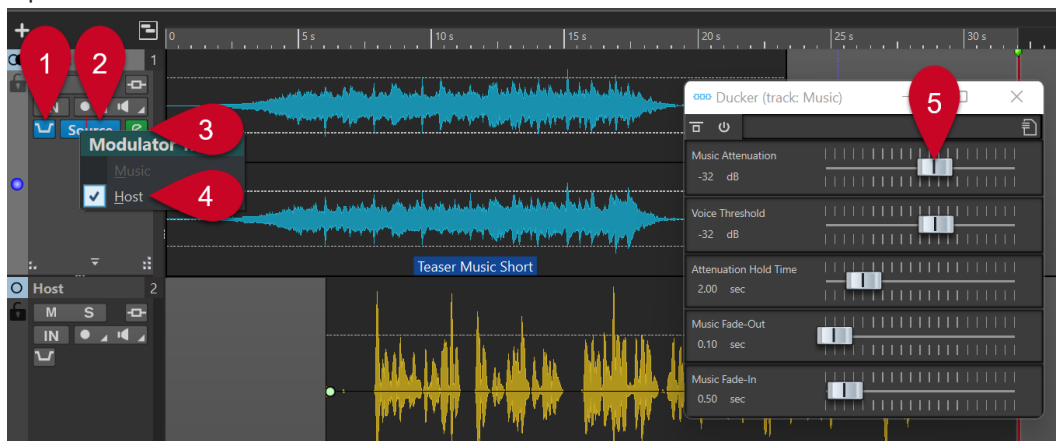 0
5 s
10 s
15 s
20 s
25 s
30 s
1
2
1
3
4
5
Source
e
Modulator
Music
Host
Teaser Music Short
Host
2
M
S
IN
Ducker (track: Music)
Music Attenuation
-32 dB
Voice Threshold
-32 dB
Attenuation Hold Time
2.00 sec
Music Fade-Out
0.10 sec
Music Fade-In
0.50 sec